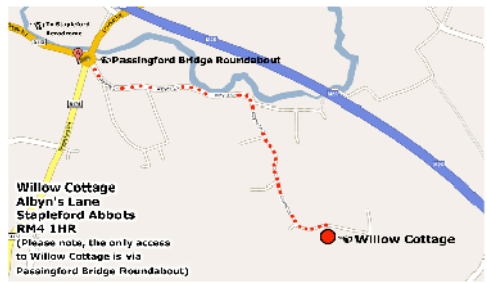 To Stapleford
Aerodrome
Passingford Bridge Roundabout
Willow Cottage
Willow Cottage
Albyn's Lane
Stapleford Abbots
RM4 1HR
(Please note, the only access
to Willow Cottage is via
Passingford Bridge Roundabout)